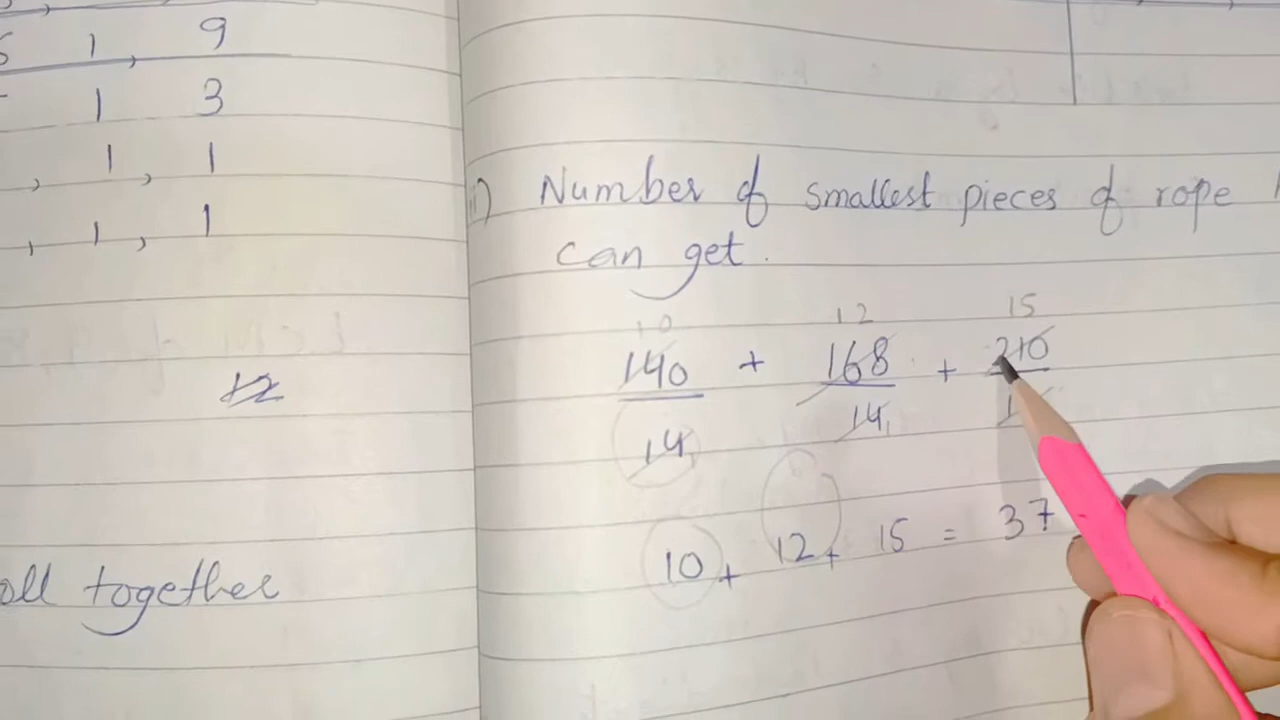 1, 9
1 3
, 1, 1
, 1, 1
12
all together
ii) Number of smallest pieces of rope
can get.
10 12 15
140 + 168 + 210
14 14
10 + 12 + 15 = 37